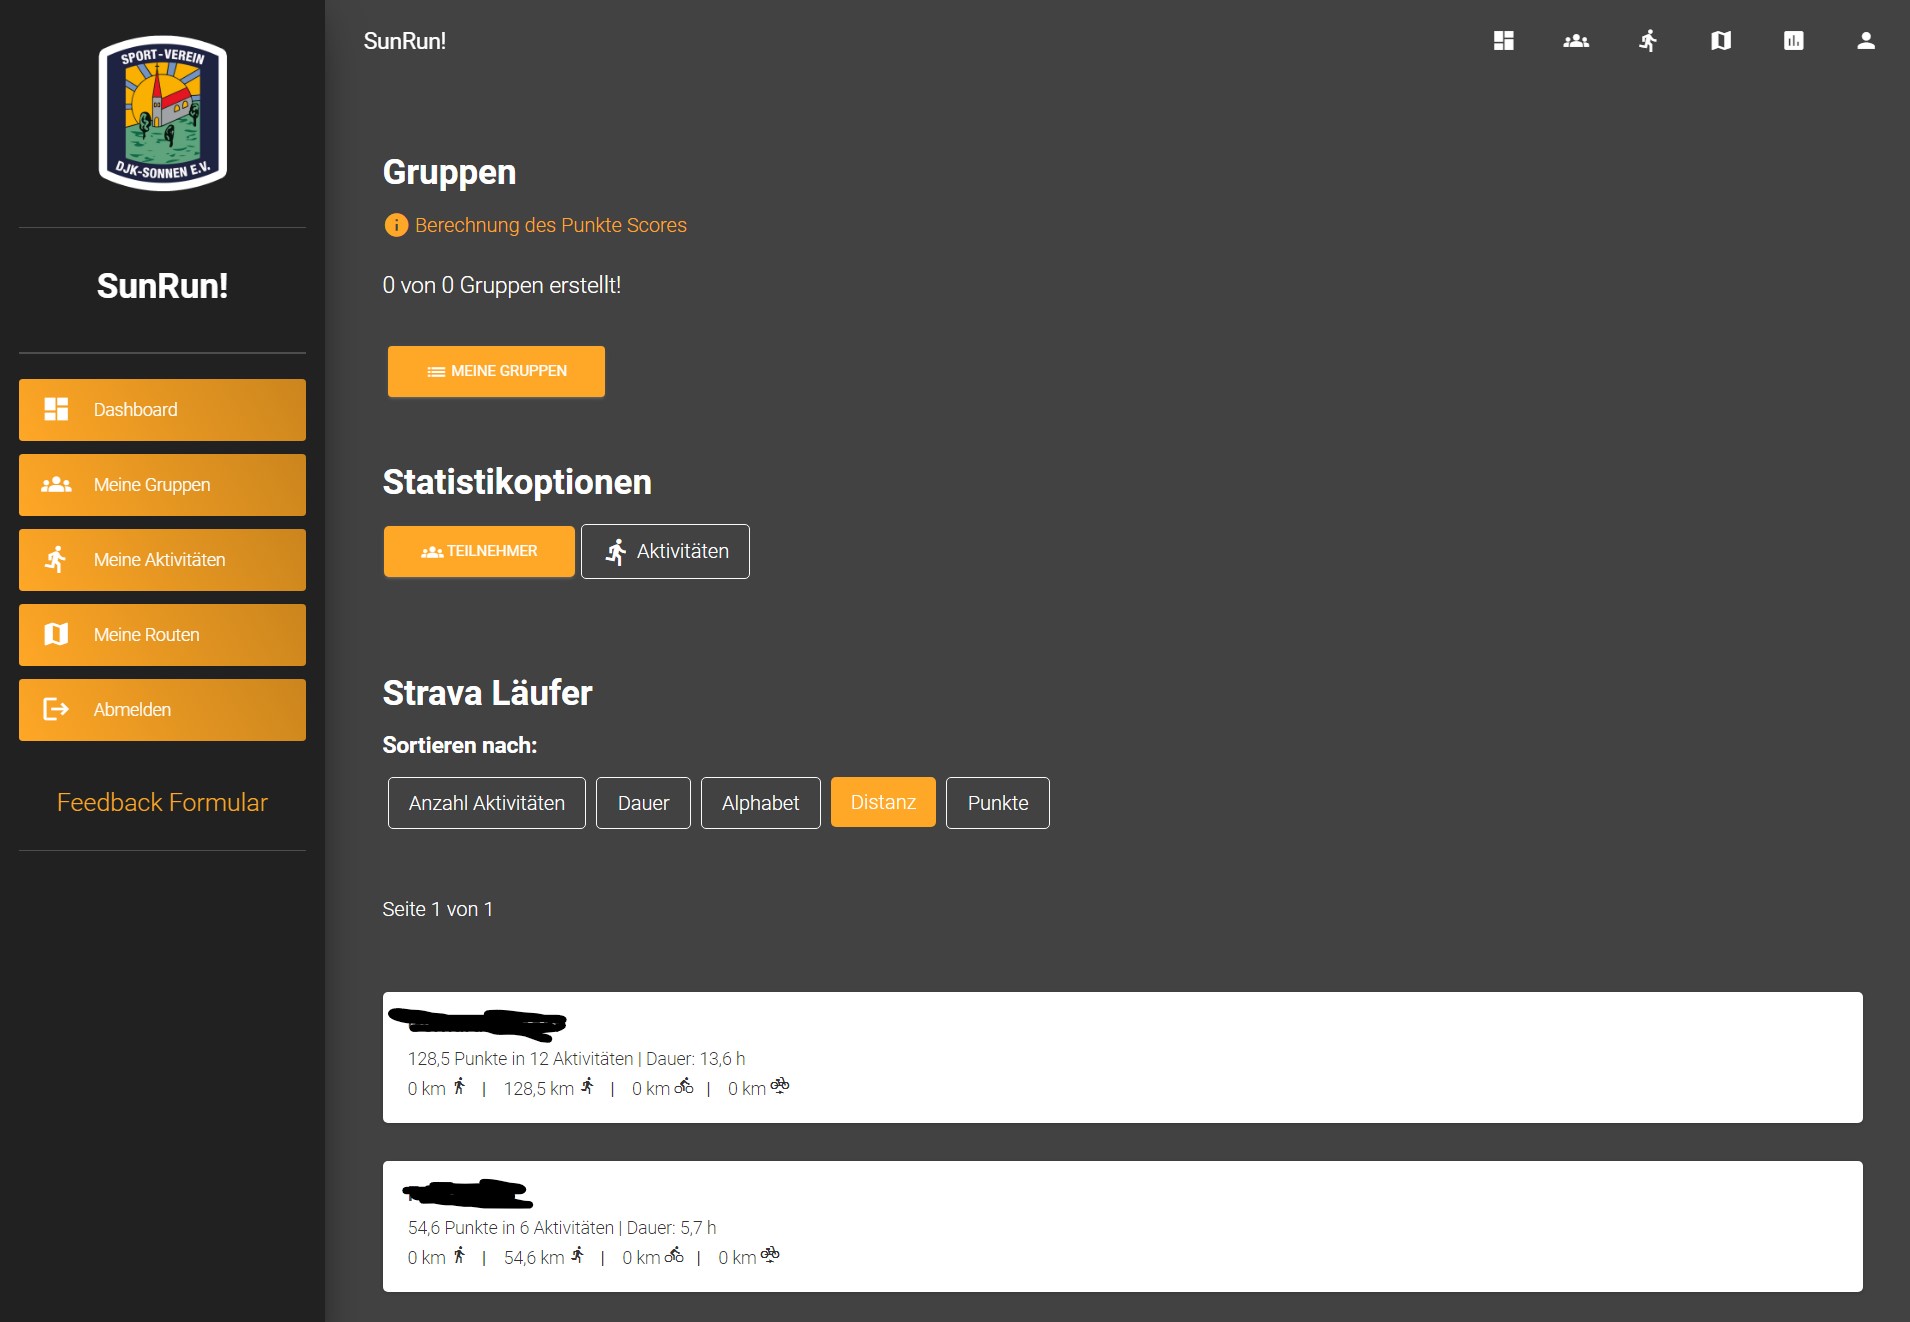 SPORT-VEREIN
DJK-SONNEN E.V.
SunRun!
Dashboard
Meine Gruppen
Meine Aktivitäten
Meine Routen
Abmelden
Feedback Formular
SunRun!
Gruppen
Berechnung des Punkte Scores
0 von 0 Gruppen erstellt!
MEINE GRUPPEN
Statistikoptionen
TEILNEHMER Aktivitäten
Strava Läufer
Sortieren nach:
Anzahl Aktivitäten Dauer Alphabet Distanz Punkte
Seite 1 von 1
128,5 Punkte in 12 Aktivitäten | Dauer: 13,6 h
0 km | 128,5 km | 0 km | 0 km
54,6 Punkte in 6 Aktivitäten | Dauer: 5,7 h
0 km | 54,6 km | 0 km | 0 km